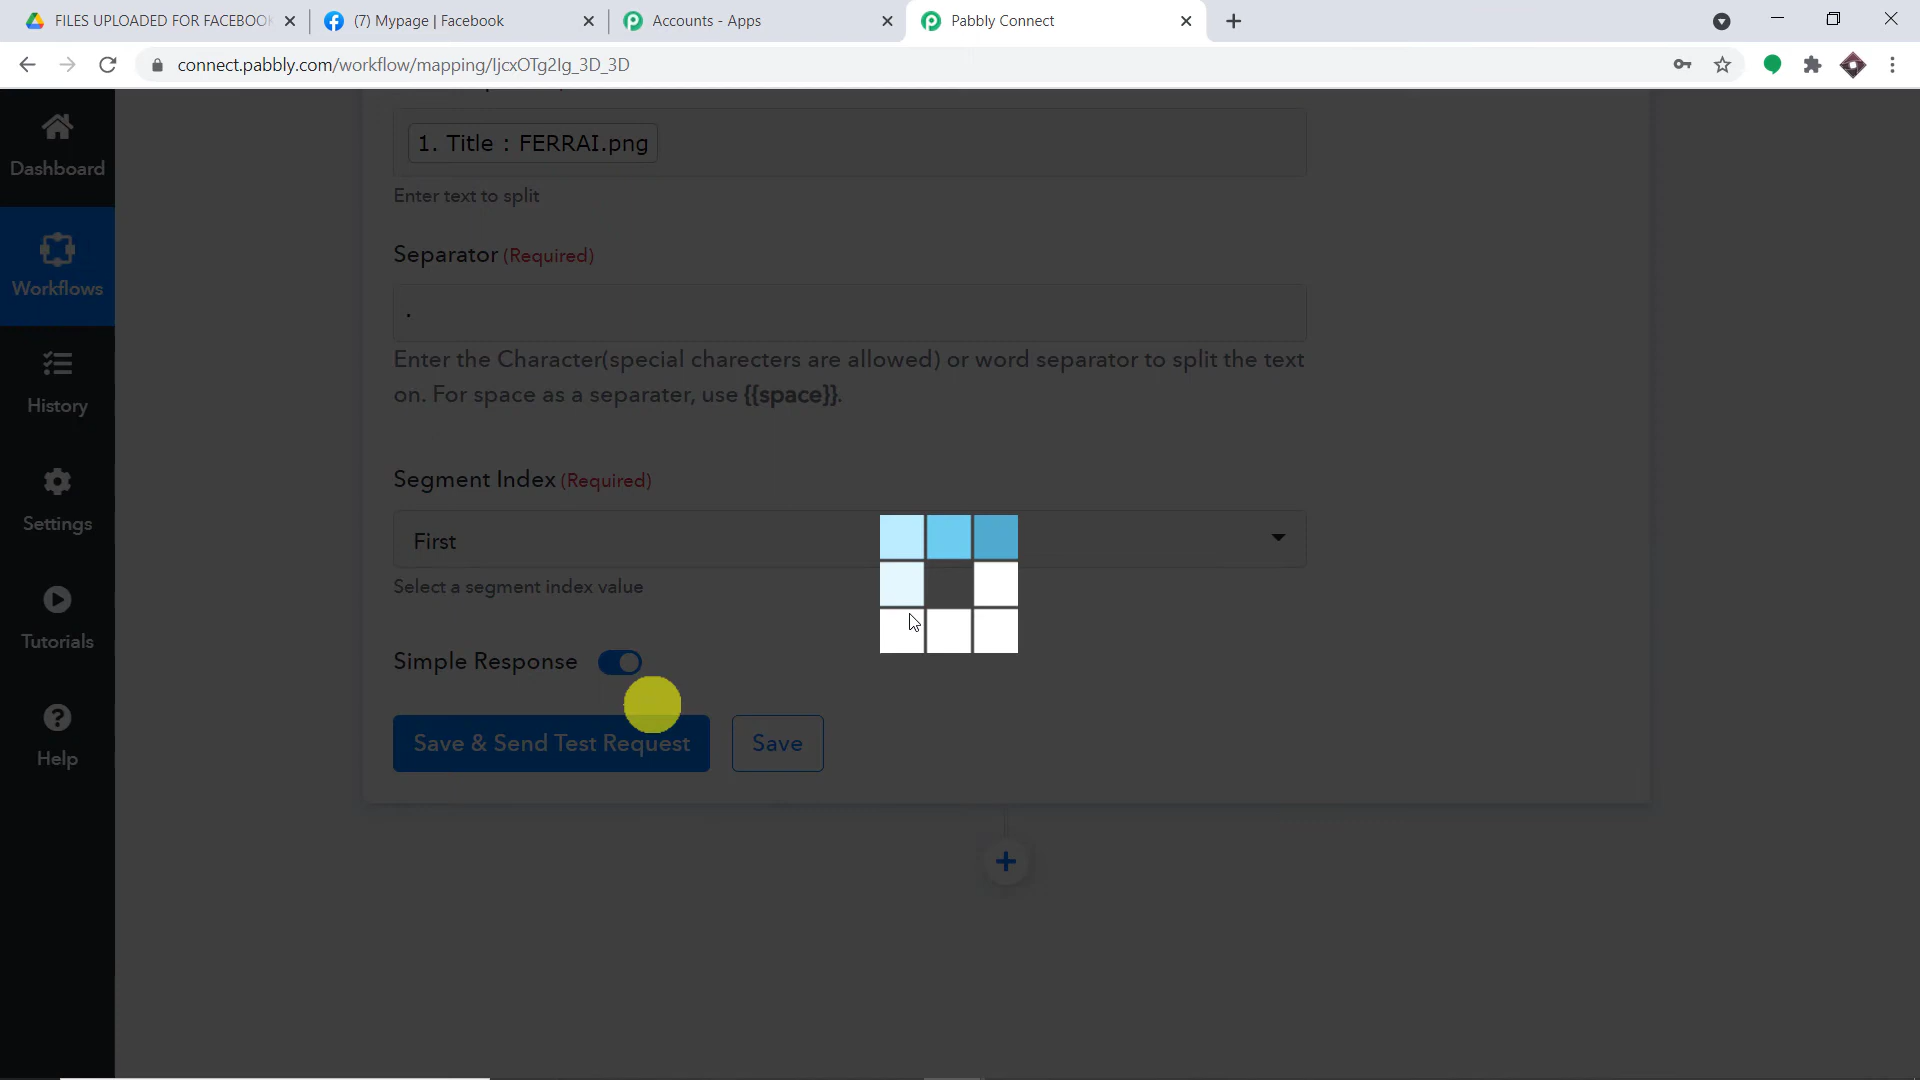 FILES UPLOADED FOR FACEBOOK
(7) Mypage | Facebook
Accounts - Apps
Pabbly Connect
connect.pabbly.com/workflow/mapping/IjcxOTg2Ig_3D_3D
Dashboard
Workflows
History
Settings
Tutorials
Help
1. Title : FERRAI.png
Enter text to split
Separator (Required)
.
Enter the Character(special charecters are allowed) or word separator to split the text
on. For space as a separater, use {{space}}.
Segment Index (Required)
First
Select a segment index value
Simple Response
Save & Send Test Request
Save